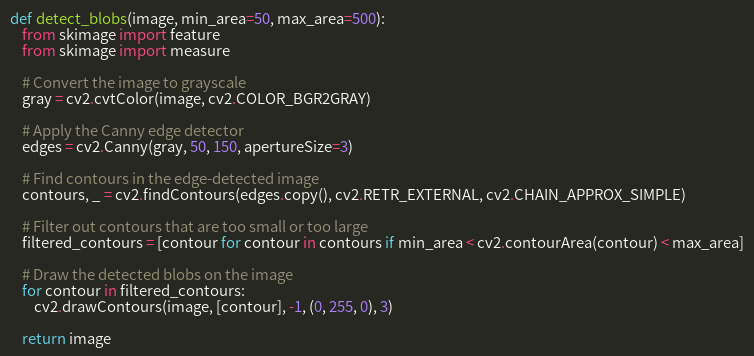 def detect_blobs(image, min_area=50, max_area=500):
from skimage import feature
from skimage import measure
# Convert the image to grayscale
gray = cv2.cvtColor(image, cv2.COLOR_BGR2GRAY)
# Apply the Canny edge detector
edges = cv2.Canny(gray, 50, 150, apertureSize=3)
# Find contours in the edge-detected image
contours, _ = cv2.findContours(edges.copy(), cv2.RETR_EXTERNAL, cv2.CHAIN_APPROX_SIMPLE)
# Filter out contours that are too small or too large
filtered_contours = [contour for contour in contours if min_area < cv2.contourArea(contour) < max_area]
# Draw the detected blobs on the image
for contour in filtered_contours:
cv2.drawContours(image, [contour], -1, (0, 255, 0), 3)
return image